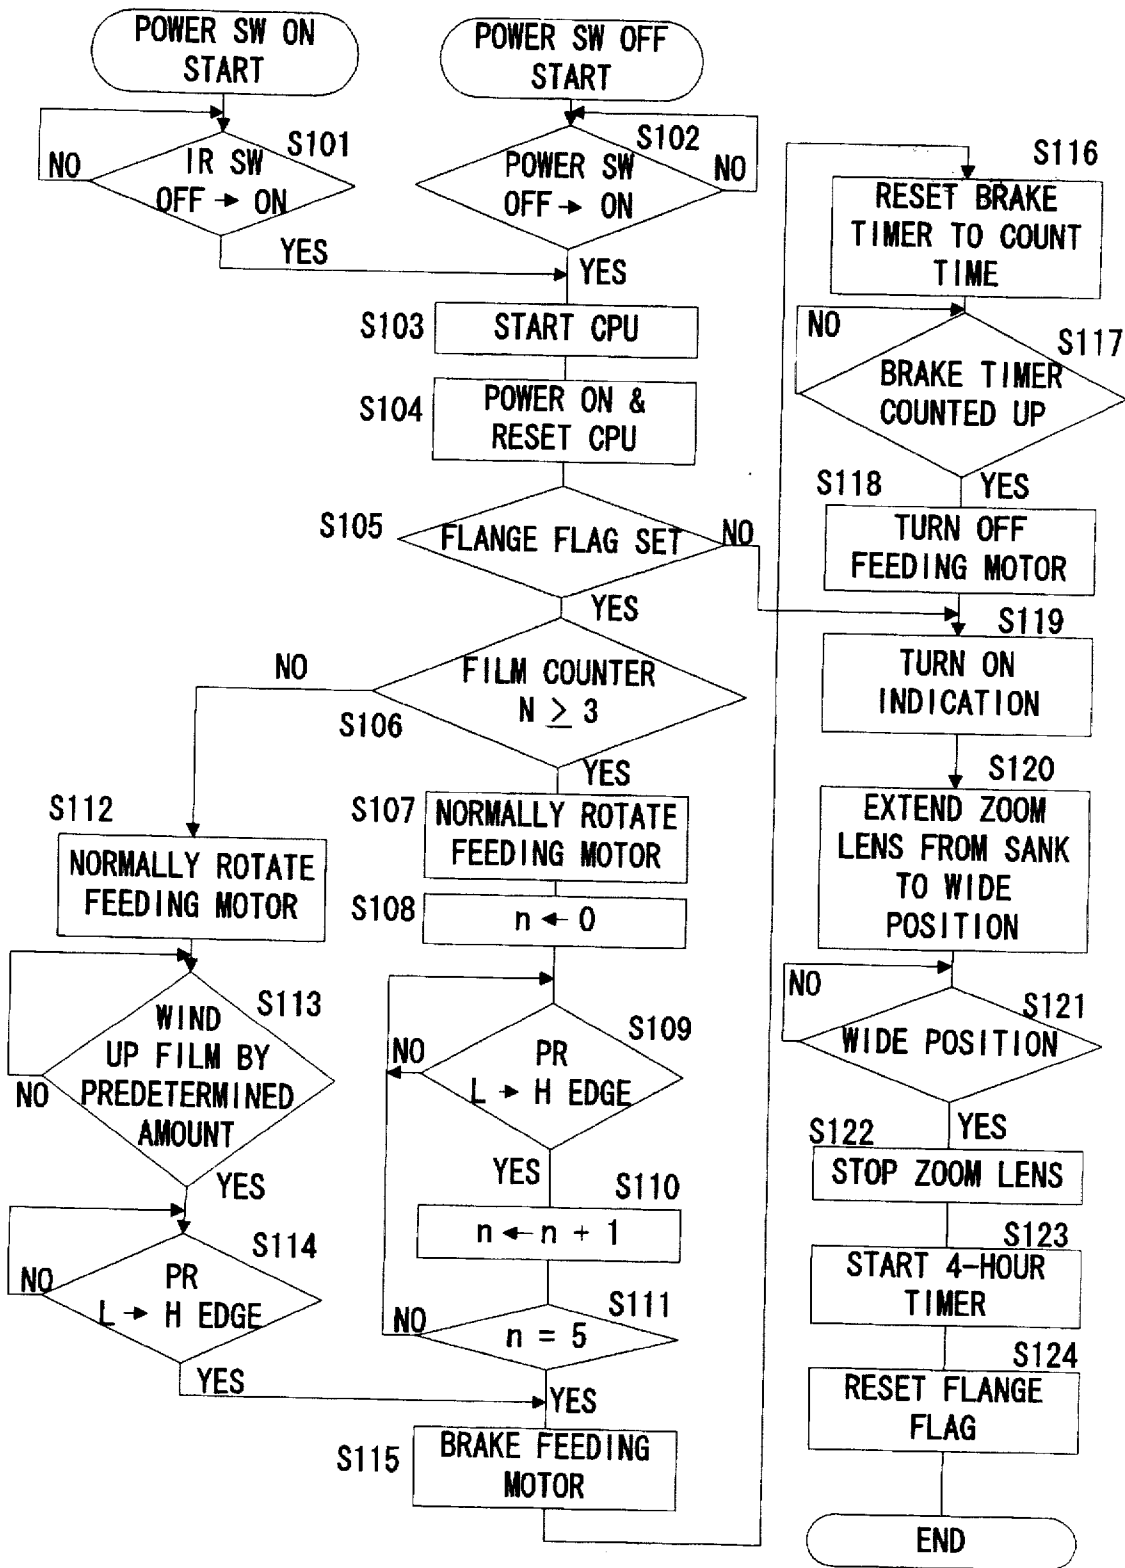 POWER SW ON
START
POWER SW OFF
START
S101
IR SW
OFF → ON
NO
YES
S102
POWER SW
OFF → ON
NO
YES
S103
START CPU
S104
POWER ON &
RESET CPU
S105
FLANGE FLAG SET
NO
YES
S106
FILM COUNTER
N ≥ 3
NO
YES
S107
NORMALLY ROTATE
FEEDING MOTOR
S108
n ← 0
S109
PR
L → H EDGE
NO
YES
S110
n ← n + 1
S111
n = 5
NO
YES
S112
NORMALLY ROTATE
FEEDING MOTOR
S113
WIND
UP FILM BY
PREDETERMINED
AMOUNT
NO
YES
S114
PR
L → H EDGE
NO
YES
S115
BRAKE FEEDING
MOTOR
S116
RESET BRAKE
TIMER TO COUNT
TIME
S117
BRAKE TIMER
COUNTED UP
NO
YES
S118
TURN OFF
FEEDING MOTOR
S119
TURN ON
INDICATION
S120
EXTEND ZOOM
LENS FROM SANK
TO WIDE
POSITION
S121
WIDE POSITION
NO
YES
S122
STOP ZOOM LENS
S123
START 4-HOUR
TIMER
S124
RESET FLANGE
FLAG
END